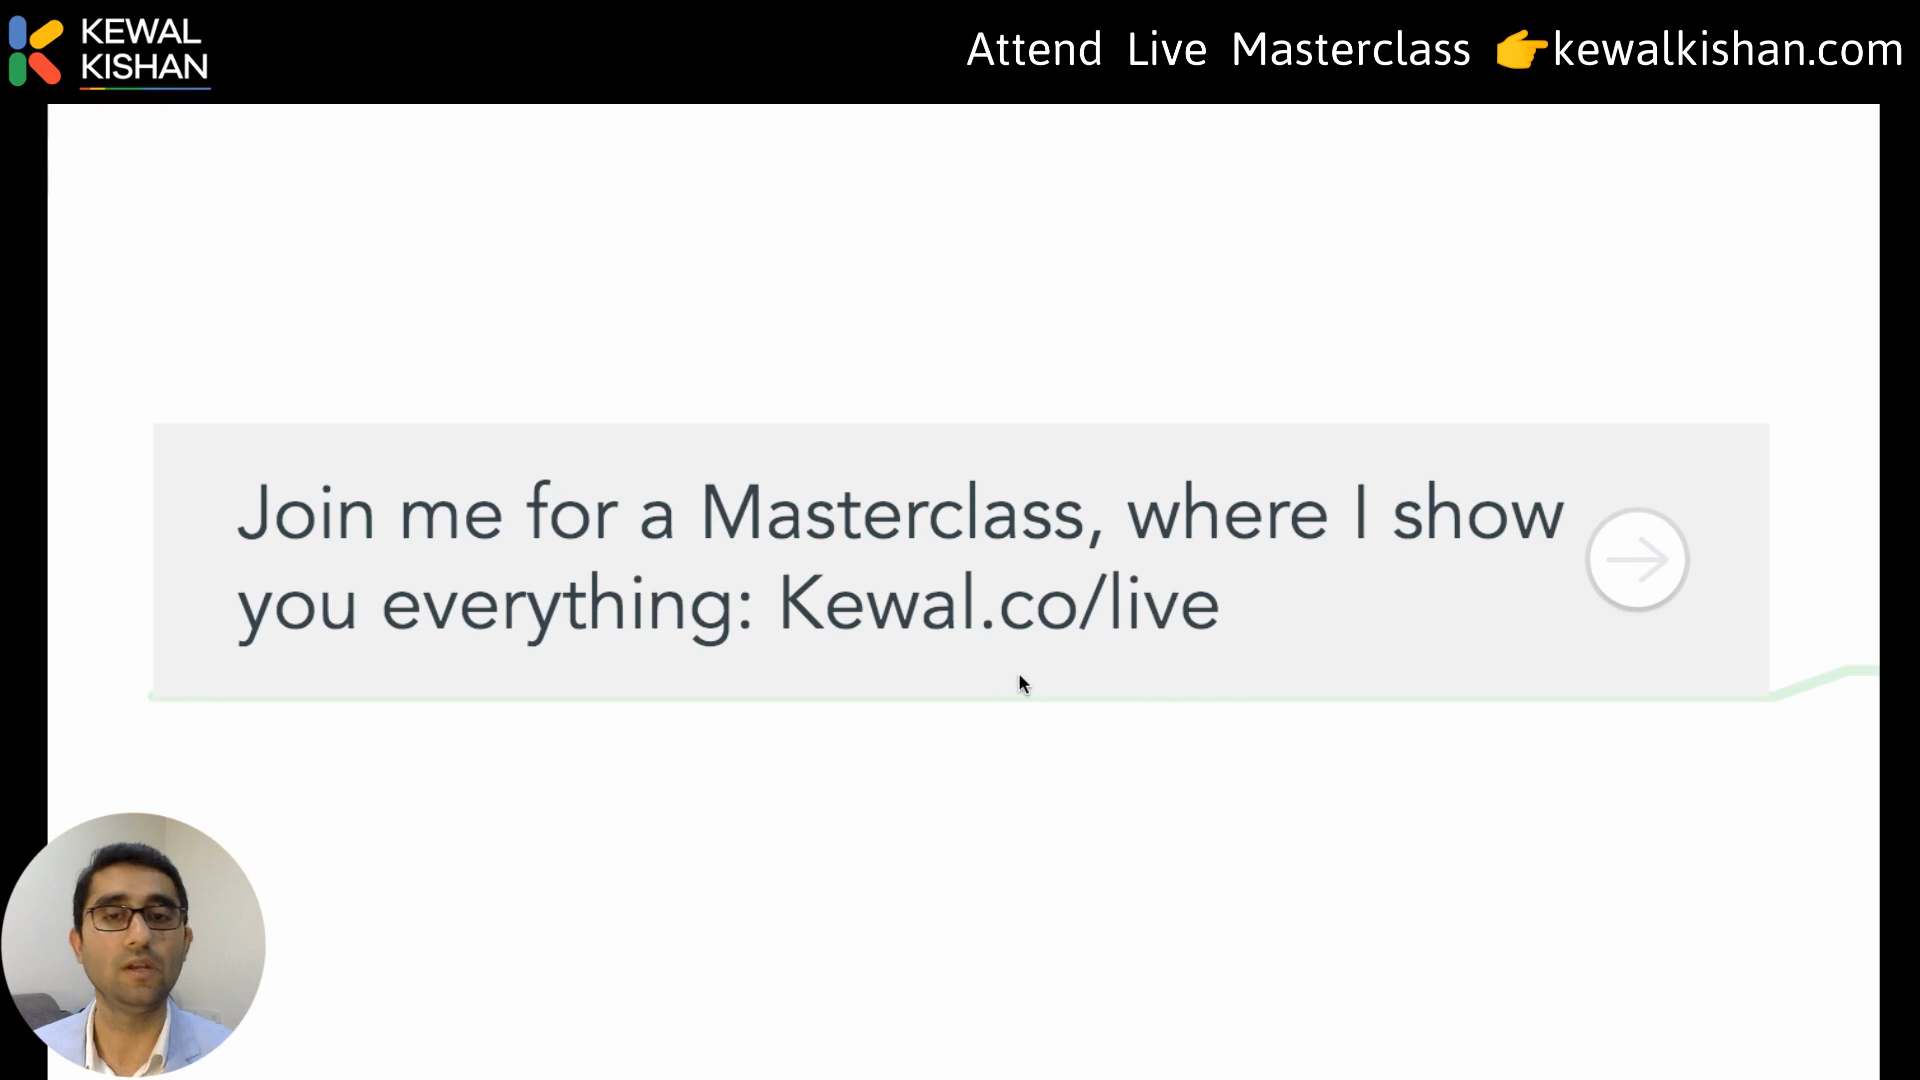 KEWAL
KISHAN
Attend Live Masterclass 👉kewalkishan.com
Join me for a Masterclass, where I show
you everything: Kewal.co/live